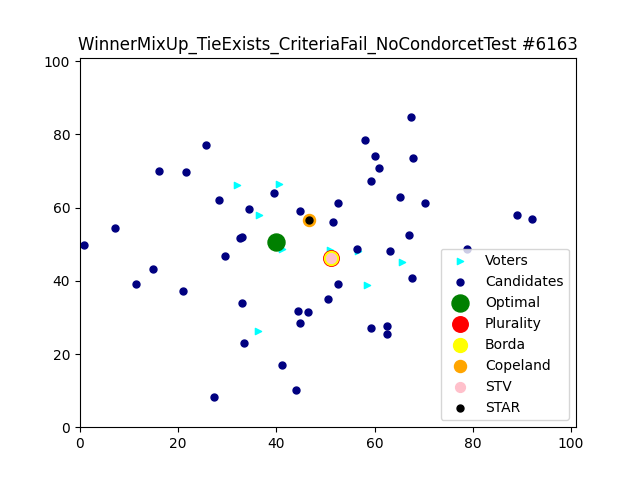 WinnerMixUp_TieExists_CriteriaFail_NoCondorcetTest #6163
100
80
60
40
20
0
0 20 40 60 80 100
Voters
Candidates
Optimal
Plurality
Borda
Copeland
STV
STAR